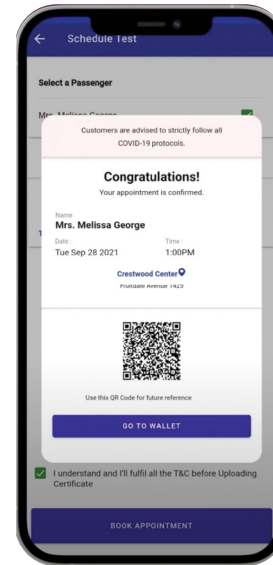 Schedule Test
Select a Passenger
Mrs. Melissa George
Customers are advised to strictly follow all
COVID-19 protocols.
Congratulations!
Your appointment is confirmed.
Name
Mrs. Melissa George
Date :
Time :
Tue Sep 28 2021
1:00PM
Crestwood Center
Fruitdale Avenue 1425
T
Use this QR Code for future reference
GO TO WALLET
I understand and I'll fulfil all the T&C before Uploading
Certificate
BOOK APPOINTMENT